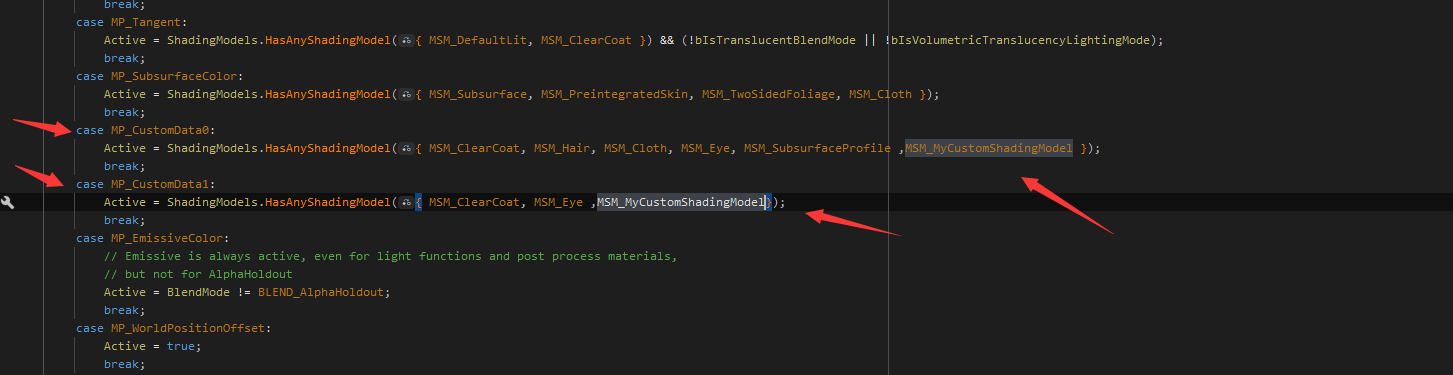 break;
case MP_Tangent:
Active = ShadingModels.HasAnyShadingModel({ MSM_DefaultLit, MSM_ClearCoat }) && (!bIsTranslucentBlendMode || !bIsVolumetricTranslucencyLightingMode);
break;
case MP_SubsurfaceColor:
Active = ShadingModels.HasAnyShadingModel({ MSM_Subsurface, MSM_PreintegratedSkin, MSM_TwoSidedFoliage, MSM_Cloth });
break;
case MP_CustomData0:
Active = ShadingModels.HasAnyShadingModel({ MSM_ClearCoat, MSM_Hair, MSM_Cloth, MSM_Eye, MSM_SubsurfaceProfile ,MSM_MyCustomShadingModel });
break;
case MP_CustomData1:
Active = ShadingModels.HasAnyShadingModel({ MSM_ClearCoat, MSM_Eye ,MSM_MyCustomShadingModel});
break;
case MP_EmissiveColor:
// Emissive is always active, even for light functions and post process materials,
// but not for AlphaHoldout
Active = BlendMode != BLEND_AlphaHoldout;
break;
case MP_WorldPositionOffset:
Active = true;
break;